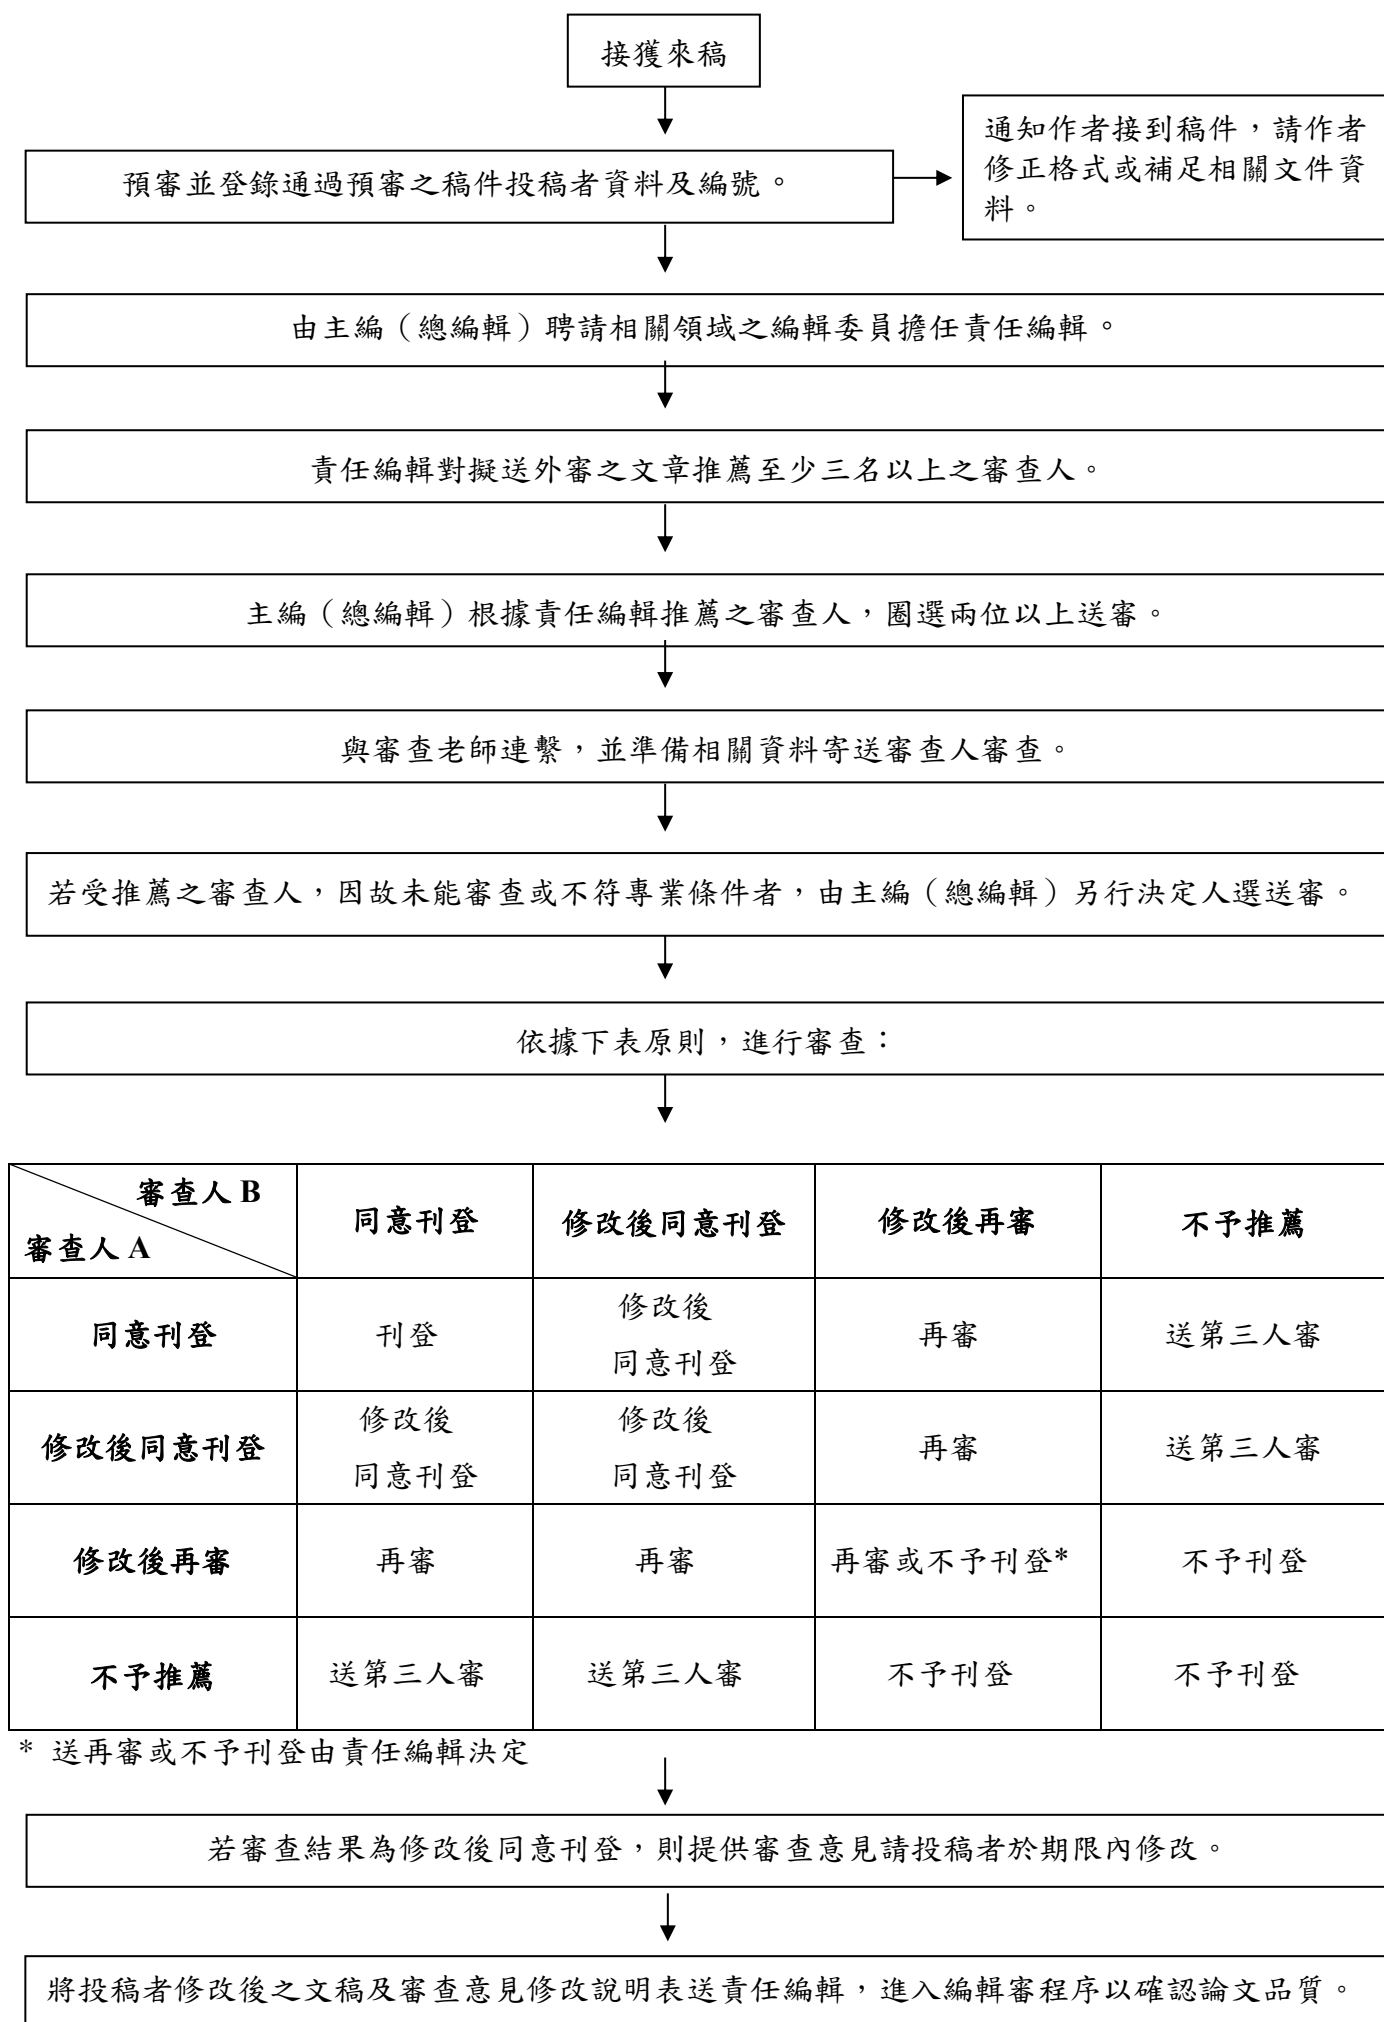 接獲來稿
預審並登錄通過預審之稿件投稿者資料及編號。
通知作者接到稿件，請作者
修正格式或補足相關文件資
料。
由主編（總編輯）聘請相關領域之編輯委員擔任責任編輯。
責任編輯對擬送外審之文章推薦至少三名以上之審查人。
主編（總編輯）根據責任編輯推薦之審查人，圈選兩位以上送審。
與審查老師連繫，並準備相關資料寄送審查人審查。
若受推薦之審查人，因故未能審查或不符專業條件者，由主編（總編輯）另行決定人選送審。
依據下表原則，進行審查：
審查人 B
審查人 A
同意刊登
修改後同意刊登
修改後再審
不予推薦
同意刊登
刊登
修改後
同意刊登
再審
送第三人審
修改後同意刊登
修改後
同意刊登
修改後
同意刊登
再審
送第三人審
修改後再審
再審
再審
再審或不予刊登*
不予刊登
不予推薦
送第三人審
送第三人審
不予刊登
不予刊登
* 送再審或不予刊登由責任編輯決定
若審查結果為修改後同意刊登，則提供審查意見請投稿者於期限內修改。
將投稿者修改後之文稿及審查意見修改說明表送責任編輯，進入編輯審程序以確認論文品質。